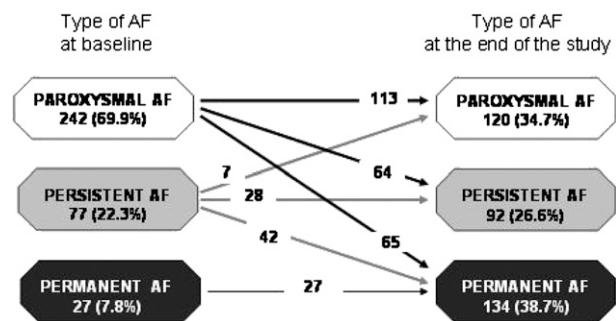 Type of AF
at baseline
Type of AF
at the end of the study
PAROXYSMAL AF
242 (69.9%)
113
PAROXYSMAL AF
120 (34.7%)
7
64
PERSISTENT AF
77 (22.3%)
28
PERSISTENT AF
92 (26.6%)
42
65
PERMANENT AF
27 (7.8%)
27
PERMANENT AF
134 (38.7%)